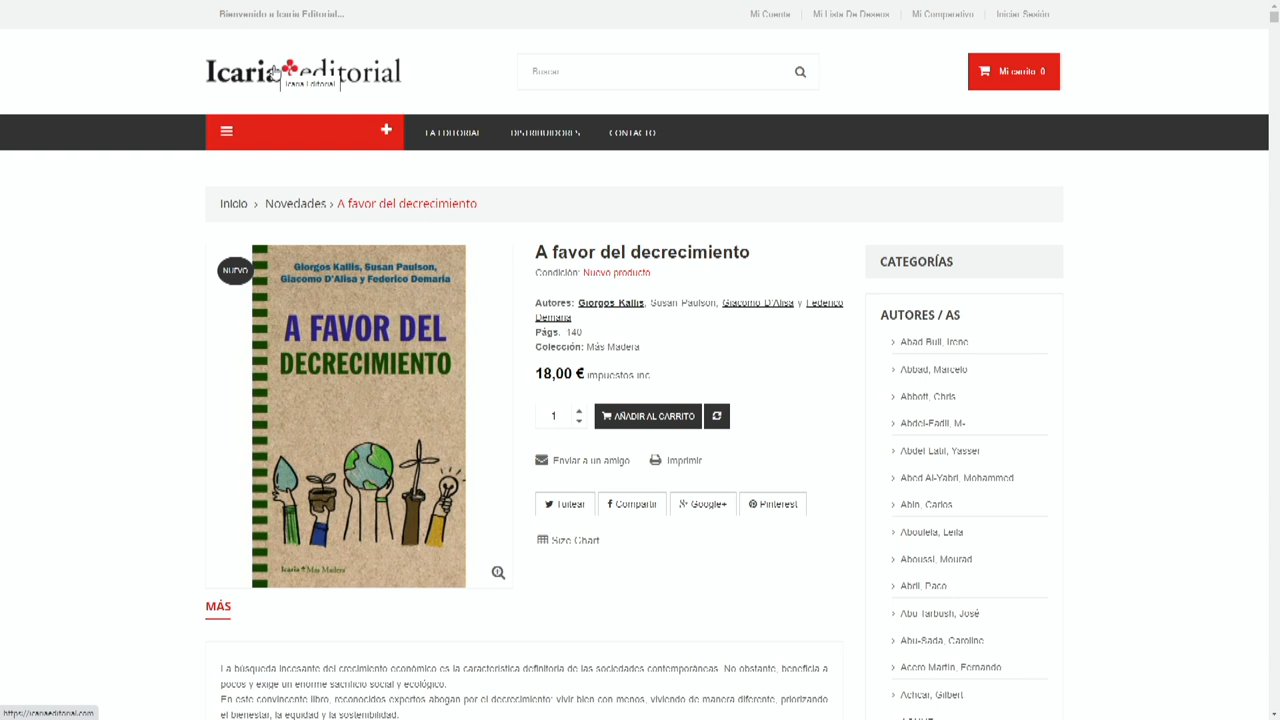 Bienvenido a Icaria Editorial...
Mi Cuenta
Mi Lista De Deseos
Mi Comparativo
Iniciar Sesión
Icaria editorial
Icaria Editorial
Buscar
Mi carrito 0
LA EDITORIAL
DISTRIBUIDORES
CONTACTO
Inicio > Novedades > A favor del decrecimiento
NUEVO
Giorgos Kallis, Susan Paulson,
Giacomo D'Alisa y Federico Demaria
A FAVOR DEL
DECRECIMIENTO
Icaria Más Madera
A favor del decrecimiento
Condición: Nuevo producto
Autores: Giorgos Kallis, Susan Paulson, Giacomo D'Alisa y Federico
Demaria
Págs. 140
Colección: Más Madera
18,00 € impuestos inc.
1
AÑADIR AL CARRITO
Enviar a un amigo
Imprimir
Tuitear
Compartir
Google+
Pinterest
Size Chart
MÁS
La búsqueda incesante del crecimiento económico es la característica definitoria de las sociedades contemporáneas. No obstante, beneficia a
pocos y exige un enorme sacrificio social y ecológico.
En este convincente libro, reconocidos expertos abogan por el decrecimiento: vivir bien con menos, viviendo de manera diferente, priorizando
el bienestar, la equidad y la sostenibilidad.
CATEGORÍAS
AUTORES / AS
Abad Bull, Irene
Abbad, Marcelo
Abbott, Chris
Abdel-Fadil, M-
Abdel Latif, Yasser
Abed Al-Yabri, Mohammed
Abin, Carlos
Aboulela, Leila
Aboussi, Mourad
Abril, Paco
Abu Tarbush, José
Abu-Sada, Caroline
Acero Martín, Fernando
Achcar, Gilbert
https://icariaeditorial.com